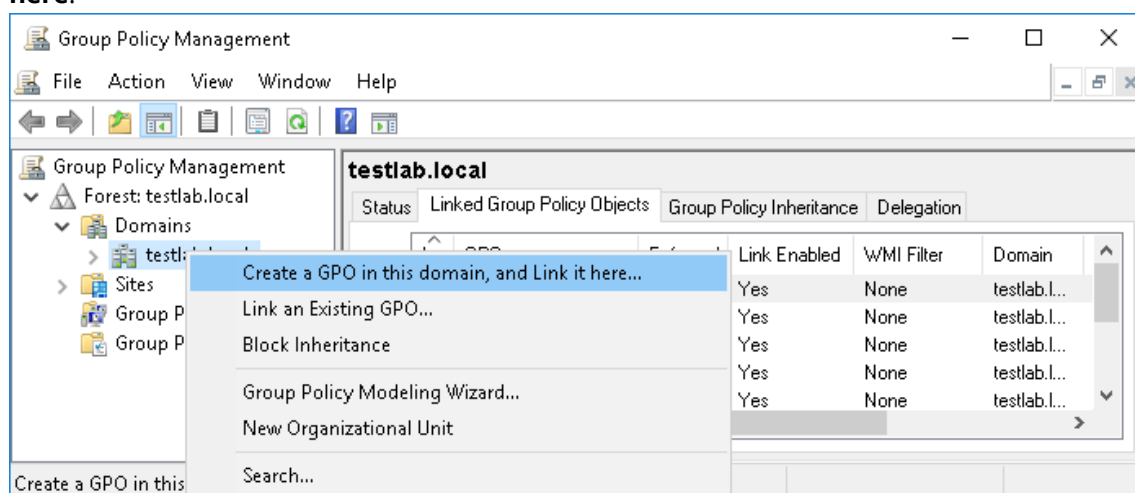 here.
Group Policy Management
File Action View Window Help
Group Policy Management
Forest: testlab.local
Domains
Sites
Group P
Group P
testlab.local
Status Linked Group Policy Objects Group Policy Inheritance Delegation
Link Enabled WMI Filter Domain
Yes None testlab.l...
Yes None testlab.l...
Yes None testlab.l...
Yes None testlab.l...
Yes None testlab.l...
Create a GPO in this domain, and Link it here...
Link an Existing GPO...
Block Inheritance
Group Policy Modeling Wizard...
New Organizational Unit
Search...
Create a GPO in this